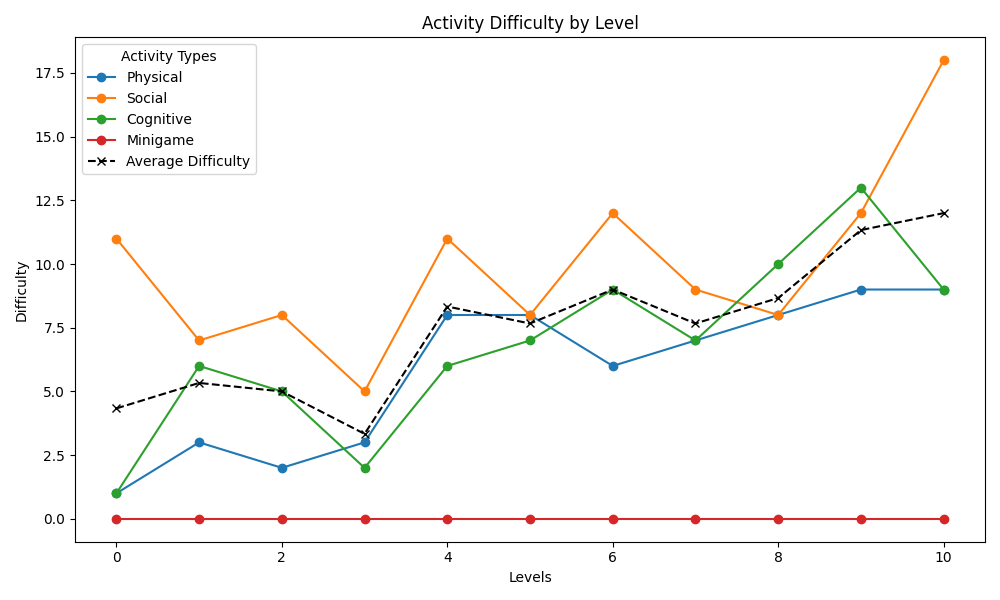 Activity Difficulty by Level
Activity Types
Physical
Social
Cognitive
Minigame
Average Difficulty
Difficulty
17.5
15.0
12.5
10.0
7.5
5.0
2.5
0.0
0 2 4 6 8 10
Levels